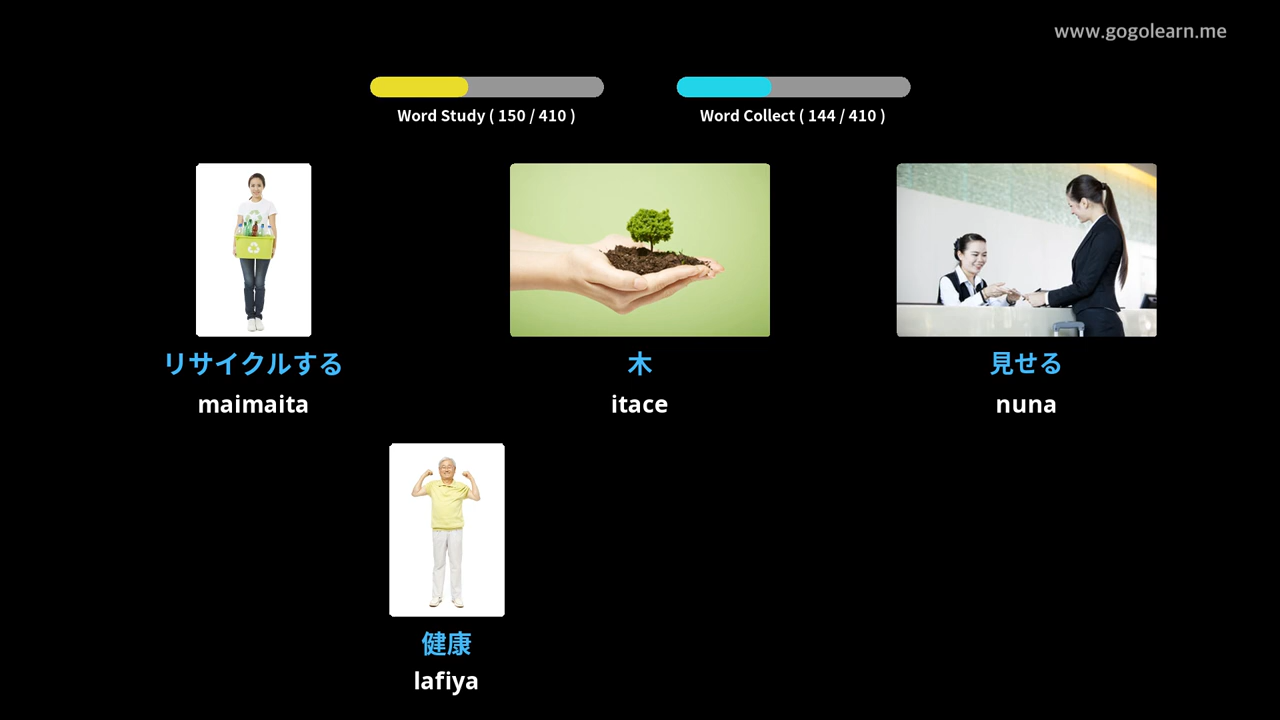 www.gogolearn.me
Word Study ( 150 / 410 )
Word Collect ( 144 / 410 )
リサイクルする
maimaita
木
itace
見せる
nuna
健康
lafiya